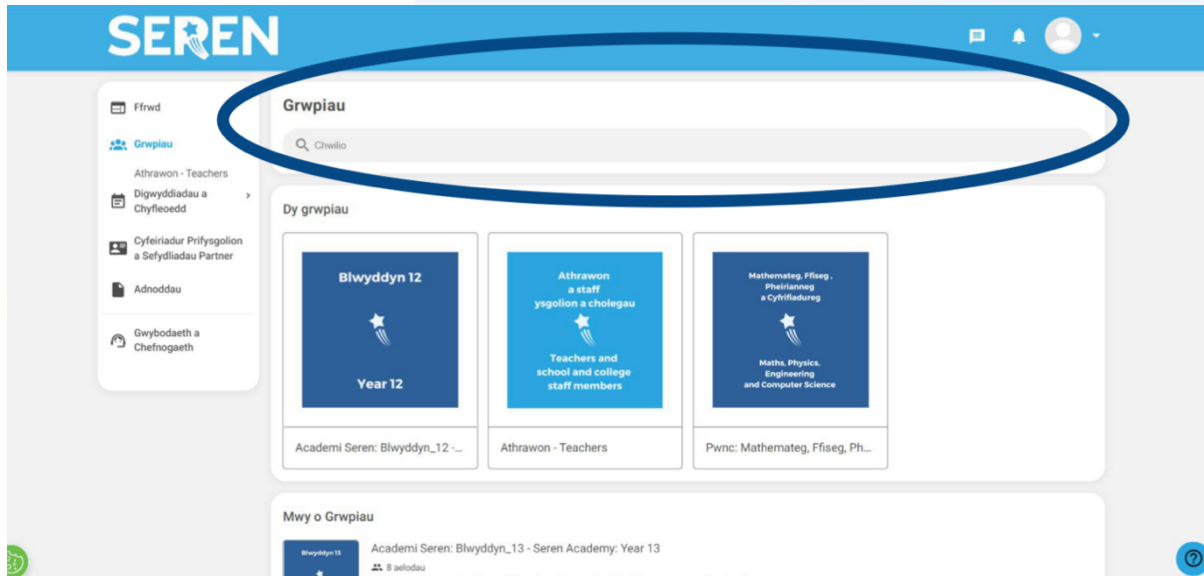 SEREN
Ffrwd
Grwpiau
Athrawon - Teachers
Digwyddiadau a
Chyfleoedd
Cyfeiriadur Prifysgolion
a Sefydliadau Partner
Adnoddau
Gwybodaeth a
Chefnogaeth
Grwpiau
Chwilio
Dy grwpiau
Blwyddyn 12
Year 12
Academi Seren: Blwyddyn_12 -...
Athrawon
a staff
ysgolion a cholegau
Teachers and
school and college
staff members
Athrawon - Teachers
Mathemateg, Ffiseg,
Pheirianneg
a Cyfrifiadureg
Maths, Physics,
Engineering
and Computer Science
Pwnc: Mathemateg, Ffiseg, Ph...
Mwy o Grwpiau
Blwyddyn 13
Academi Seren: Blwyddyn_13 - Seren Academy: Year 13
8 aelodau